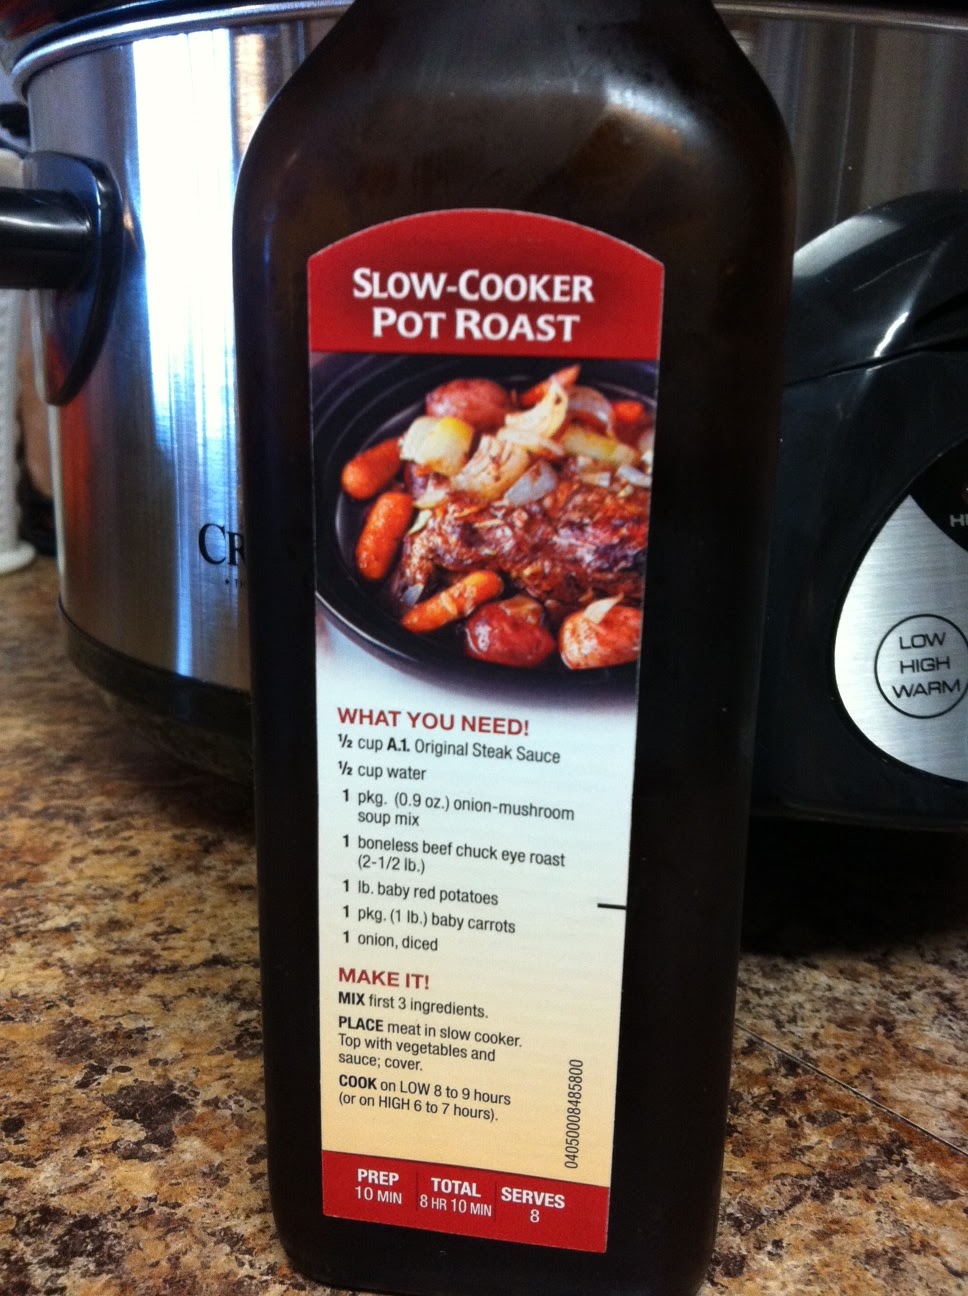 SLOW-COOKER
POT ROAST
WHAT YOU NEED!
½ cup A.1. Original Steak Sauce
½ cup water
1 pkg. (0.9 oz.) onion-mushroom
soup mix
1 boneless beef chuck eye roast
(2-1/2 lb.)
1 lb. baby red potatoes
1 pkg. (1 lb.) baby carrots
1 onion, diced
MAKE IT!
MIX first 3 ingredients.
PLACE meat in slow cooker.
Top with vegetables and
sauce; cover.
COOK on LOW 8 to 9 hours
(or on HIGH 6 to 7 hours).
04050008485800
PREP
10 MIN
TOTAL
8 HR 10 MIN
SERVES
8
CR
LOW
HIGH
WARM